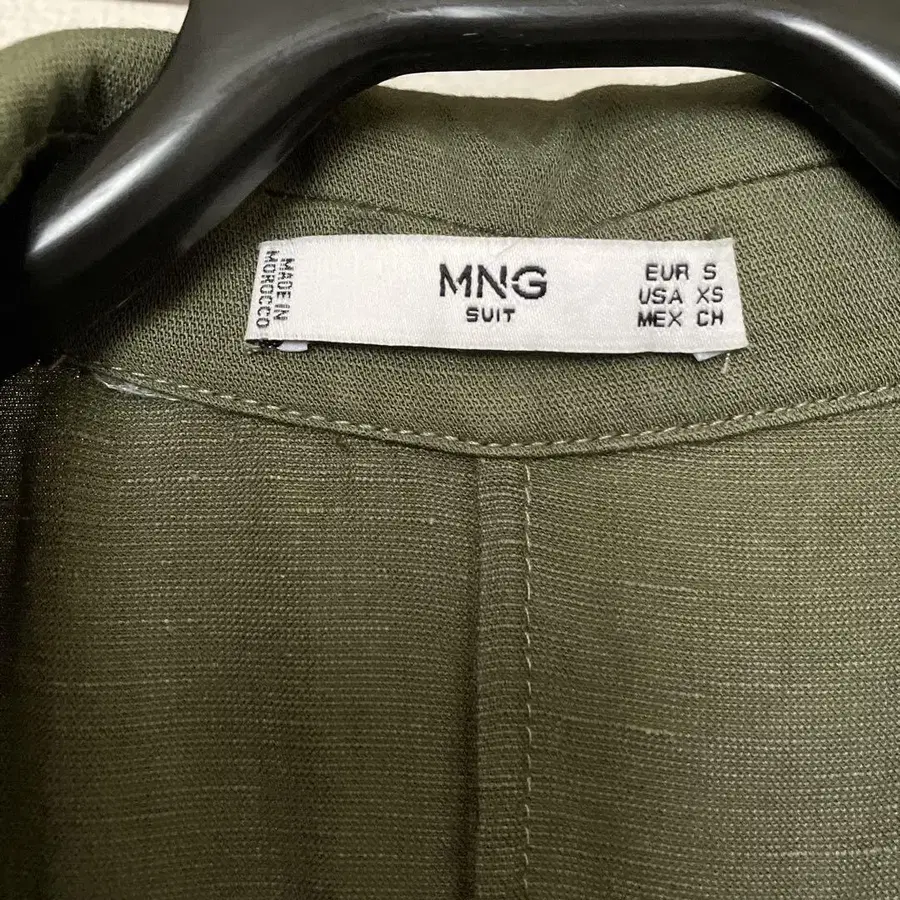 MADE IN
MOROCCO
MNG
SUIT
EUR S
USA XS
MEX CH